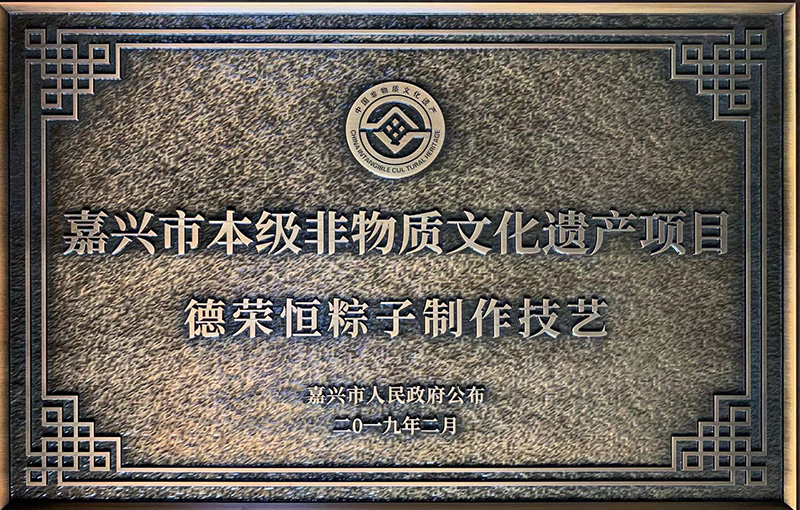 中国非物质文化遗产
CHINA INTANGIBLE CULTURAL HERITAGE
嘉兴市本级非物质文化遗产项目
德荣恒粽子制作技艺
嘉兴市人民政府公布
二0一九年二月